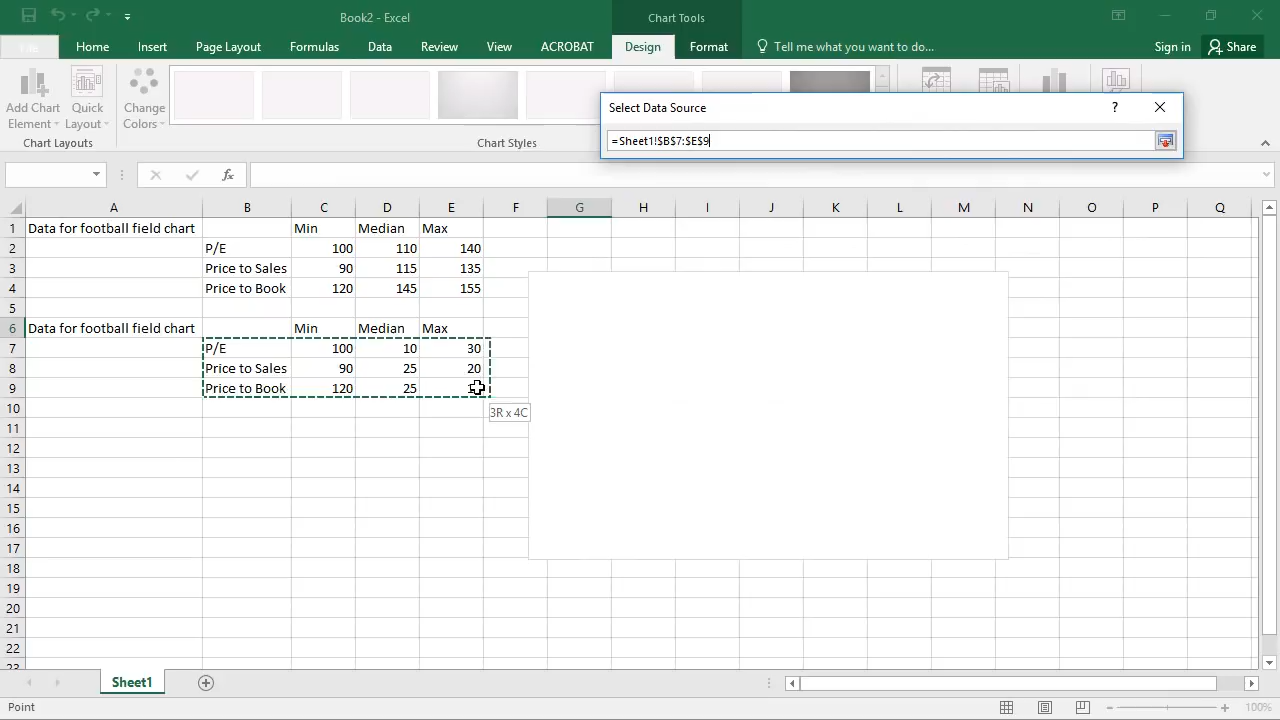 Book2 - Excel
Chart Tools
File
Home
Insert
Page Layout
Formulas
Data
Review
View
ACROBAT
Design
Format
Tell me what you want to do...
Sign in
Share
Add Chart
Element
Quick
Layout
Change
Colors
Chart Layouts
Chart Styles
Select Data Source
?
=Sheet1!$B$7:$E$9
fx
A B C D E F G H I J K L M N O P Q
1 Data for football field chart Min Median Max
2 P/E 100 110 140
3 Price to Sales 90 115 135
4 Price to Book 120 145 155
5
6 Data for football field chart Min Median Max
7 P/E 100 10 30
8 Price to Sales 90 25 20
9 Price to Book 120 25
10
3R x 4C
11
12
13
14
15
16
17
18
19
20
21
22
23
Sheet1
Point
100%